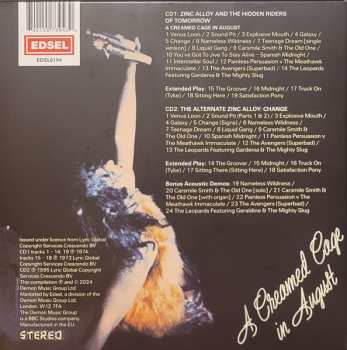 EDSEL
EDSL0194
CD1: ZINC ALLOY AND THE HIDDEN RIDERS
OF TOMORROW
A CREAMED CAGE IN AUGUST
1 Venus Loon / 2 Sound Pit / 3 Explosive Mouth / 4 Galaxy
/ 5 Change / 6 Nameless Wildness / 7 Teenage Dream [single
version] / 8 Liquid Gang / 9 Carsmile Smith & The Old One /
10 You've Got To Jive To Stay Alive – Spanish Midnight /
11 Interstellar Soul / 12 Painless Persuasion v The Meathawk
Immaculate / 13 The Avengers (Superbad) / 14 The Leopards
Featuring Gardenia & The Mighty Slug
Extended Play: 15 The Groover / 16 Midnight / 17 Truck On
(Tyke) / 18 Sitting Here / 19 Satisfaction Pony
CD2: THE ALTERNATE ZINC ALLOY: CHANGE
1 Venus Loon / 2 Sound Pit (Parts 1 & 2) / 3 Explosive Mouth /
4 Galaxy / 5 Change (Signs) / 6 Nameless Wildness /
7 Teenage Dream / 8 Liquid Gang / 9 Carsmile Smith &
The Old One / 10 Spanish Midnight / 11 Painless Persuasion v
The Meathawk Immaculate / 12 The Avengers (Superbad) /
13 The Leopards Featuring Gardenia & The Mighty Slug
Extended Play: 14 The Groover / 15 Midnight / 16 Truck On
(Tyke) / 17 Sitting There (Sitting Here) / 18 Satisfaction Pony
Bonus Acoustic Demos: 19 Nameless Wildness /
20 Carsmile Smith & The Old One [solo] / 21 Carsmile Smith &
The Old One [with organ] / 22 Painless Persuasion v
The Meathawk Immaculate / 23 The Avengers (Superbad) /
24 The Leopards Featuring Geraldine & The Mighty Slug
Issued under licence from Lyric Global
Copyright Services Crescendo BV
CD1 tracks 1 – 14, 19 ℗ 1974,
tracks 15 – 18 ℗ 1973 Lyric Global
Copyright Services Crescendo BV
CD2 ℗ 1995 Lyric Global Copyright
Services Crescendo BV
This compilation ℗ and © 2024
Demon Music Group Ltd.
Marketed by Edsel, a division of the
Demon Music Group Ltd,
London, W12 7FA
The Demon Music Group
is a BBC Studios company.
Manufactured in the EU.
STEREO
A Creamed Cage
in August